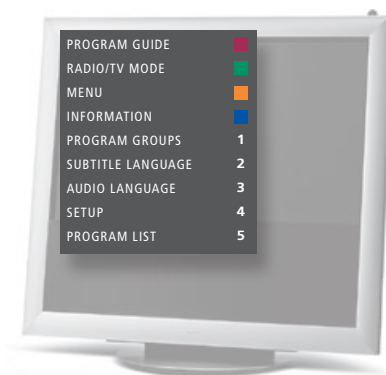 PROGRAM GUIDE
RADIO/TV MODE
MENU
INFORMATION
PROGRAM GROUPS 1
SUBTITLE LANGUAGE 2
AUDIO LANGUAGE 3
SETUP 4
PROGRAM LIST 5